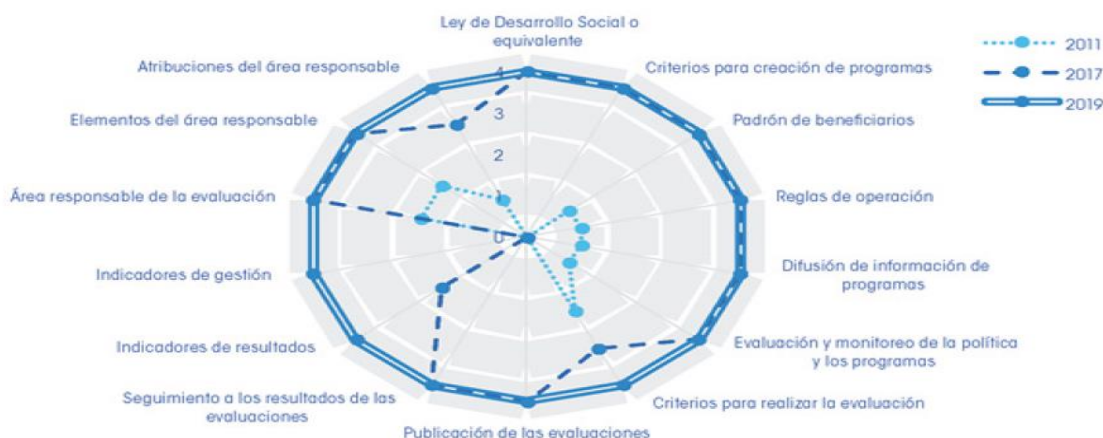 Ley de Desarrollo Social o
equivalente
2011
2017
2019
Atribuciones del área responsable
Criterios para creación de programas
Elementos del área responsable
Padrón de beneficiarios
Área responsable de la evaluación
Reglas de operación
Indicadores de gestión
Difusión de información de
programas
Indicadores de resultados
Evaluación y monitoreo de la política
y los programas
Seguimiento a los resultados de las
evaluaciones
Criterios para realizar la evaluación
Publicación de las evaluaciones
4
3
2
1
0